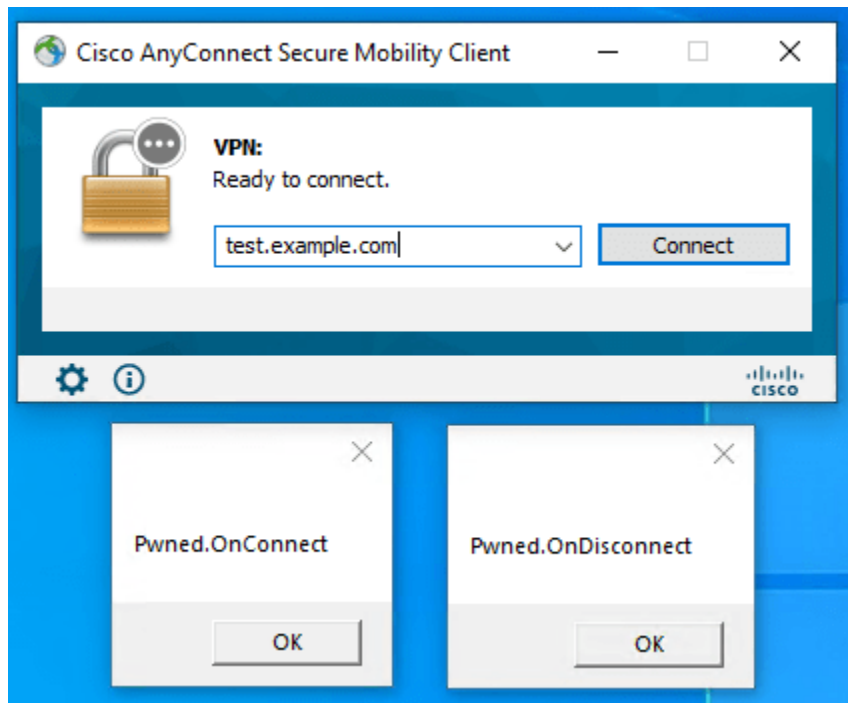 Cisco AnyConnect Secure Mobility Client
VPN:
Ready to connect.
test.example.com
Connect
CISCO
Pwned.OnConnect
OK
Pwned.OnDisconnect
OK